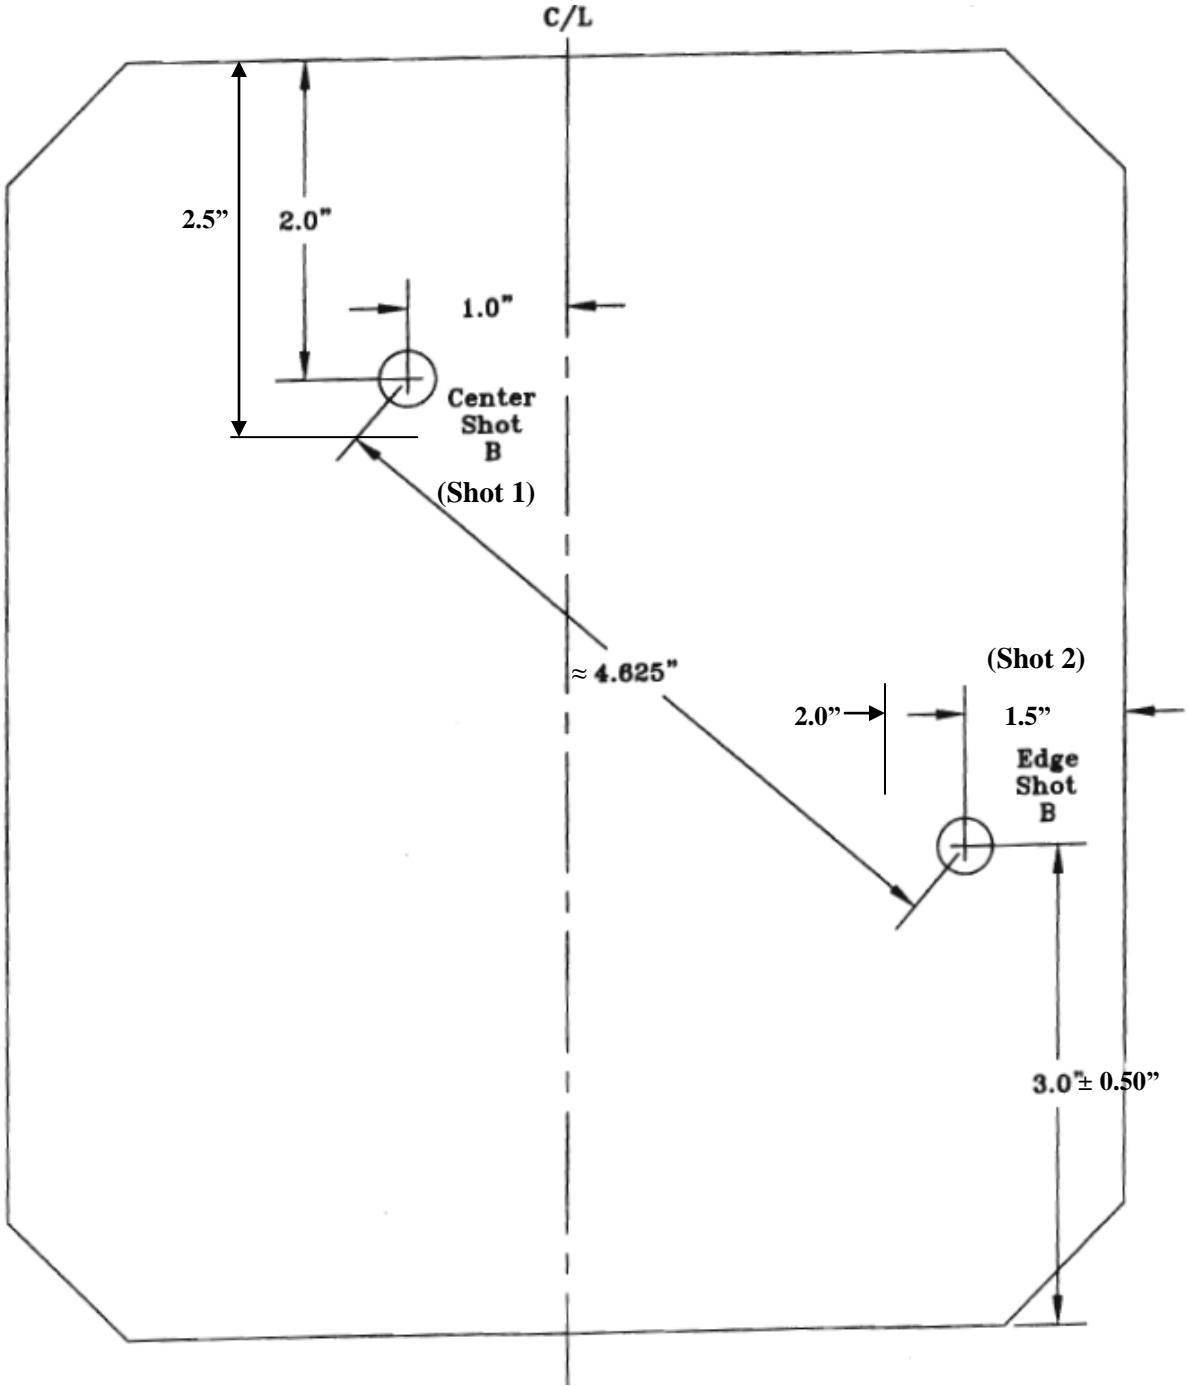 C/L
2.5”
2.0”
1.0”
Center
Shot
B
(Shot 1)
≈ 4.625”
(Shot 2)
2.0”
1.5”
Edge
Shot
B
3.0”± 0.50”